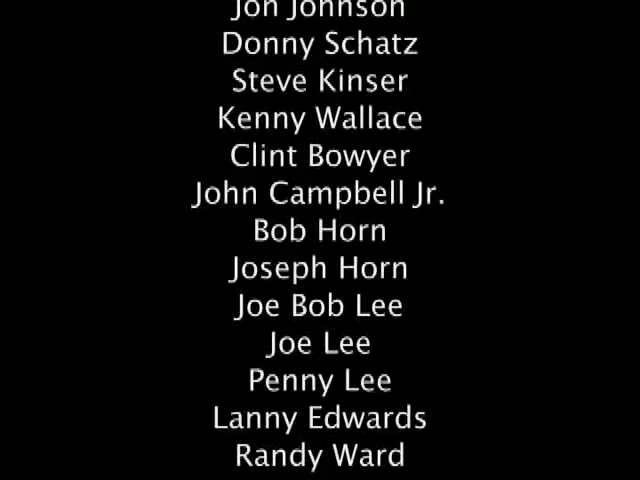 Jon Johnson
Donny Schatz
Steve Kinser
Kenny Wallace
Clint Bowyer
John Campbell Jr.
Bob Horn
Joseph Horn
Joe Bob Lee
Joe Lee
Penny Lee
Lanny Edwards
Randy Ward